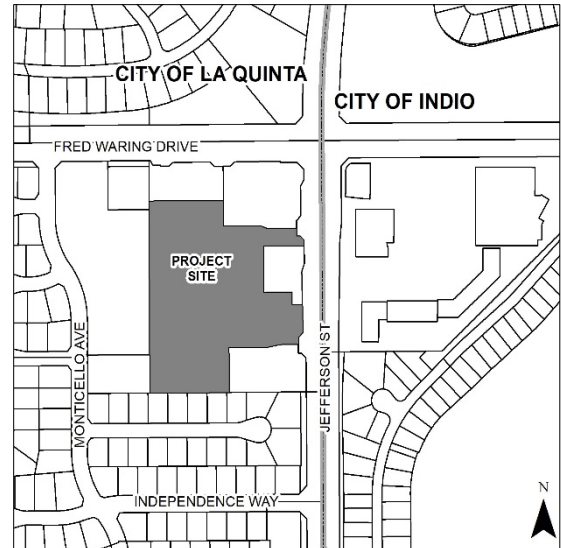 CITY OF LA QUINTA
CITY OF INDIO
FRED WARING DRIVE
PROJECT
SITE
MONTICELLO AVE
JEFFERSON ST
INDEPENDENCE WAY
N